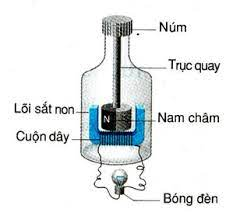 Núm
Trục quay
Lõi sắt non
N
Nam châm
Cuộn dây
Bóng đèn